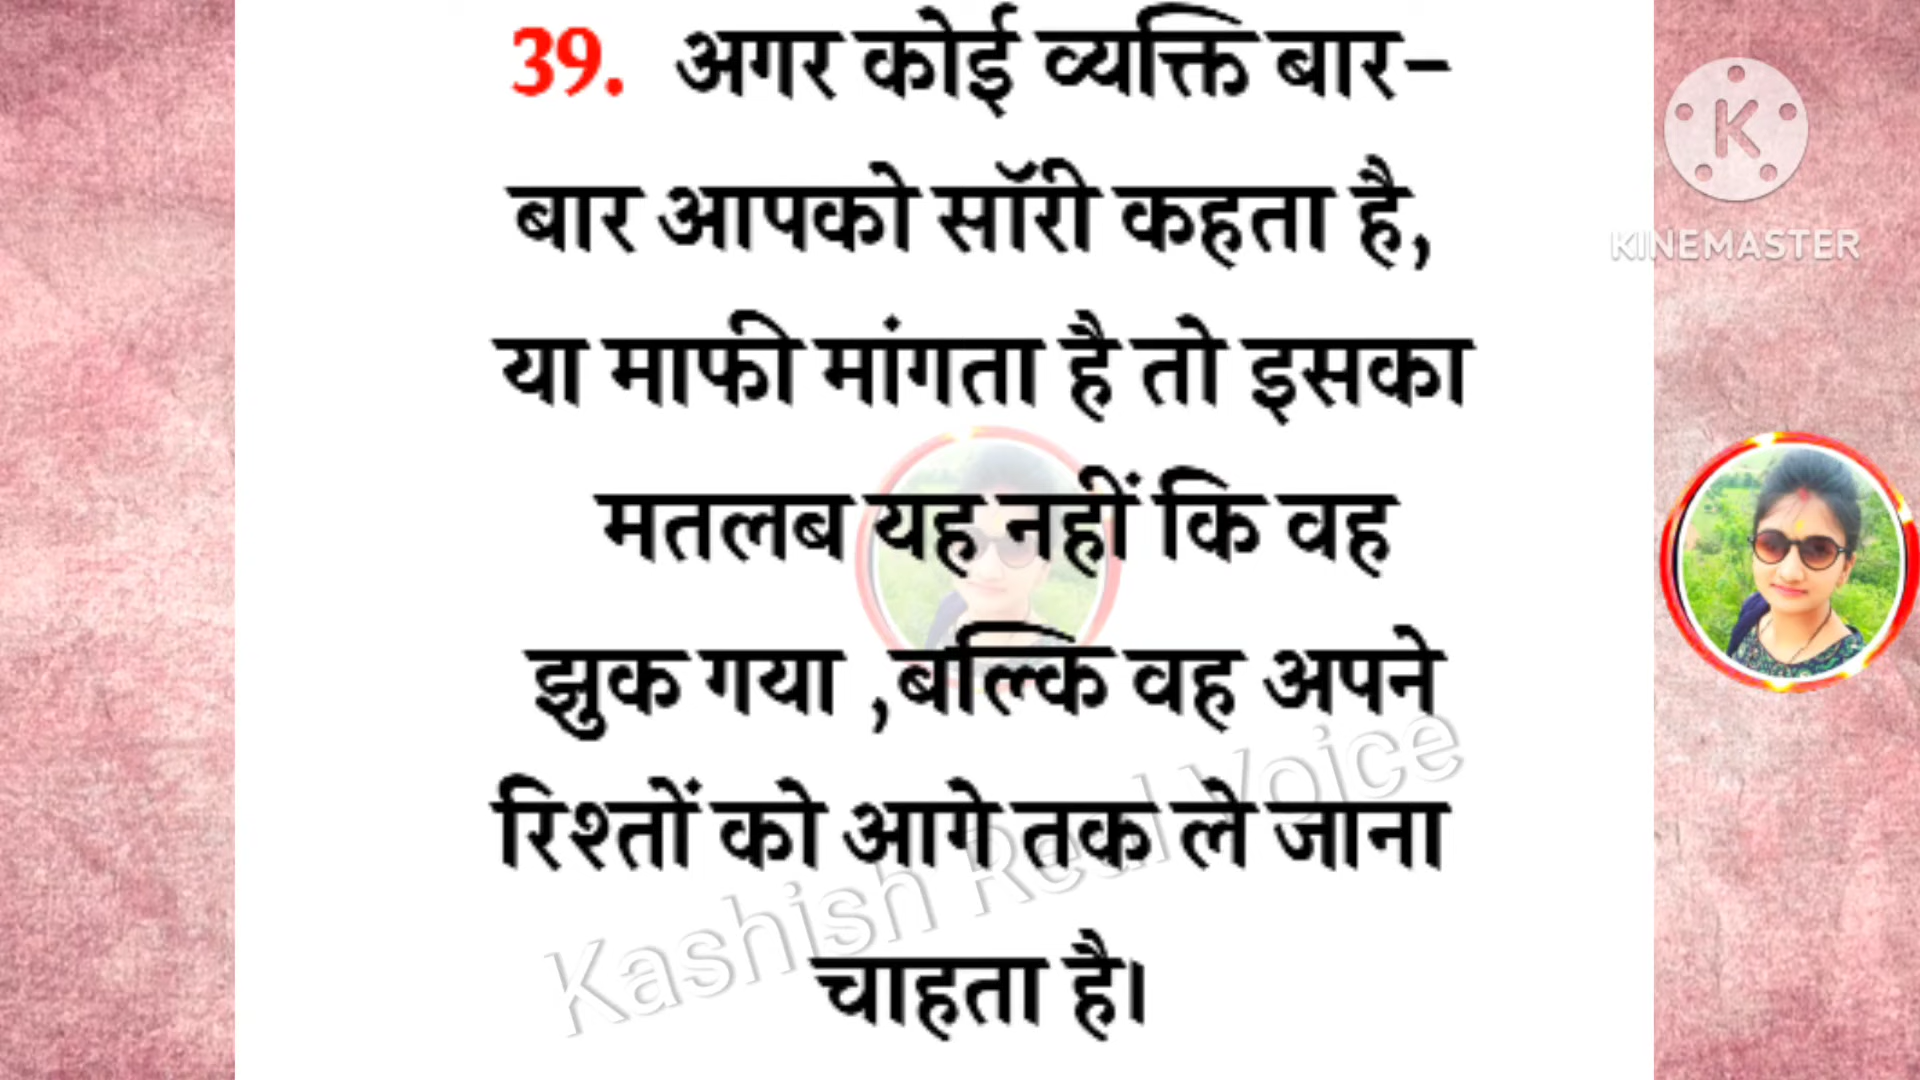 39. अगर कोई व्यक्ति बार-
बार आपको सॉरी कहता है,
या माफी मांगता है तो इसका
मतलब यह नहीं कि वह
झुक गया ,बल्कि वह अपने
रिश्तों को आगे तक ले जाना
चाहता है।
K
KINEMASTER
Kashish Real Voice